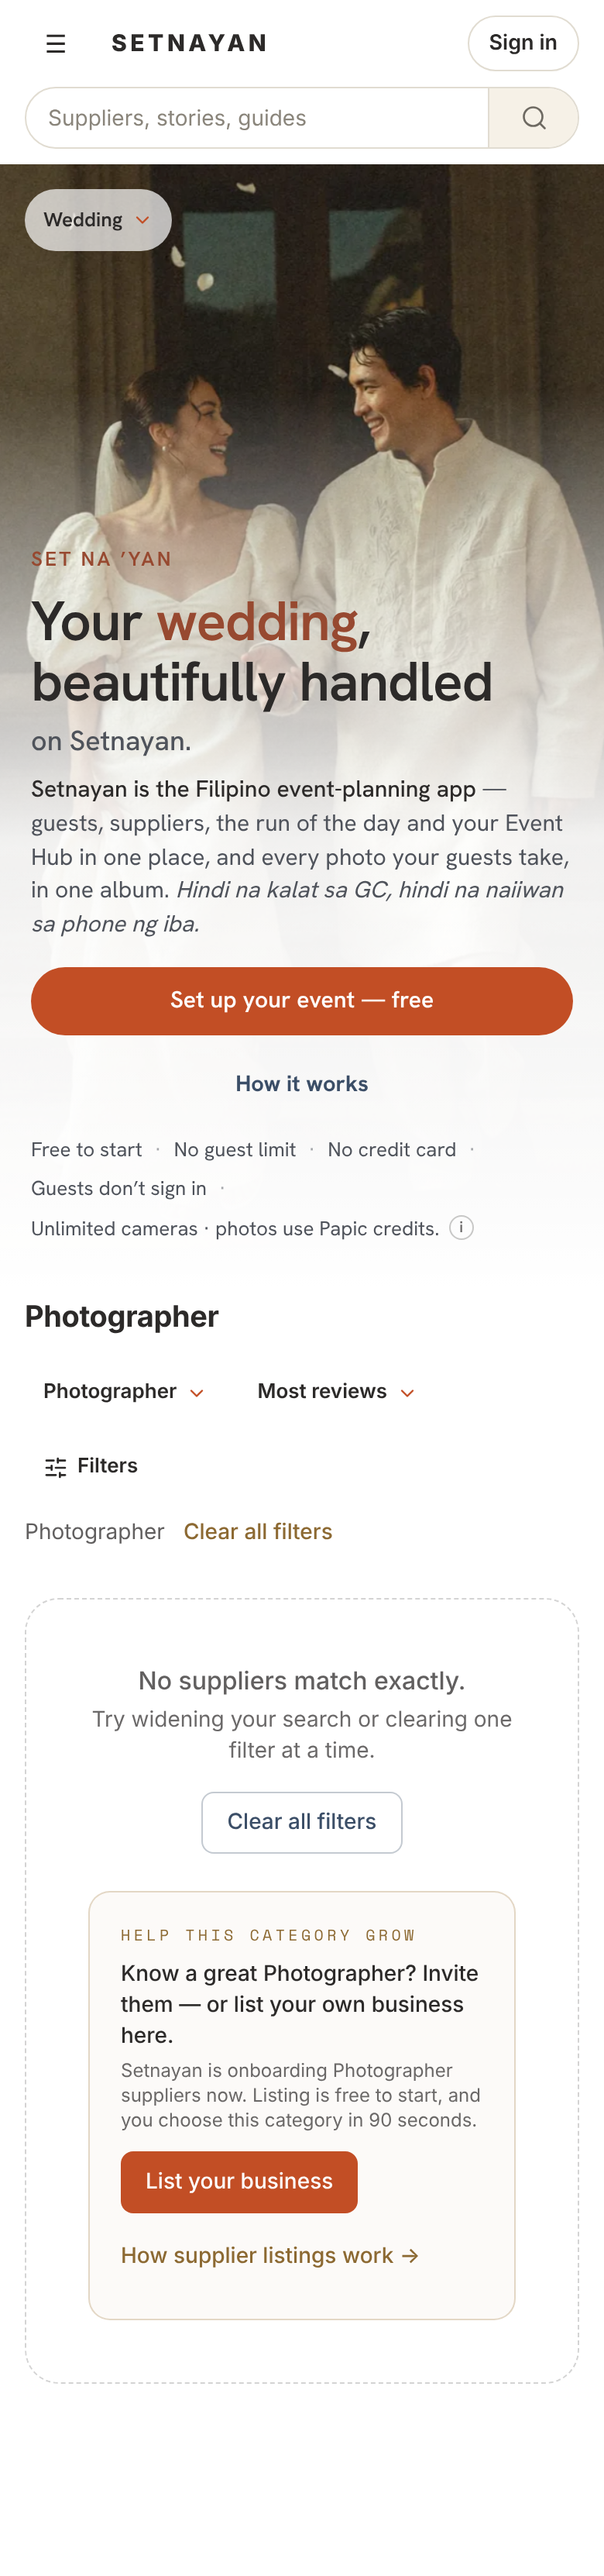 SETNAYAN
Sign in
Suppliers, stories, guides
Wedding
SET NA ’YAN
Your wedding,
beautifully handled
on Setnayan.
Setnayan is the Filipino event-planning app —
guests, suppliers, the run of the day and your Event
Hub in one place, and every photo your guests take,
in one album. Hindi na kalat sa GC, hindi na naiiwan
sa phone ng iba.
Set up your event — free
How it works
Free to start · No guest limit · No credit card ·
Guests don’t sign in ·
Unlimited cameras · photos use Papic credits. i
Photographer
Photographer Most reviews
Filters
Photographer Clear all filters
No suppliers match exactly.
Try widening your search or clearing one
filter at a time.
Clear all filters
HELP THIS CATEGORY GROW
Know a great Photographer? Invite
them — or list your own business
here.
Setnayan is onboarding Photographer
suppliers now. Listing is free to start, and
you choose this category in 90 seconds.
List your business
How supplier listings work →